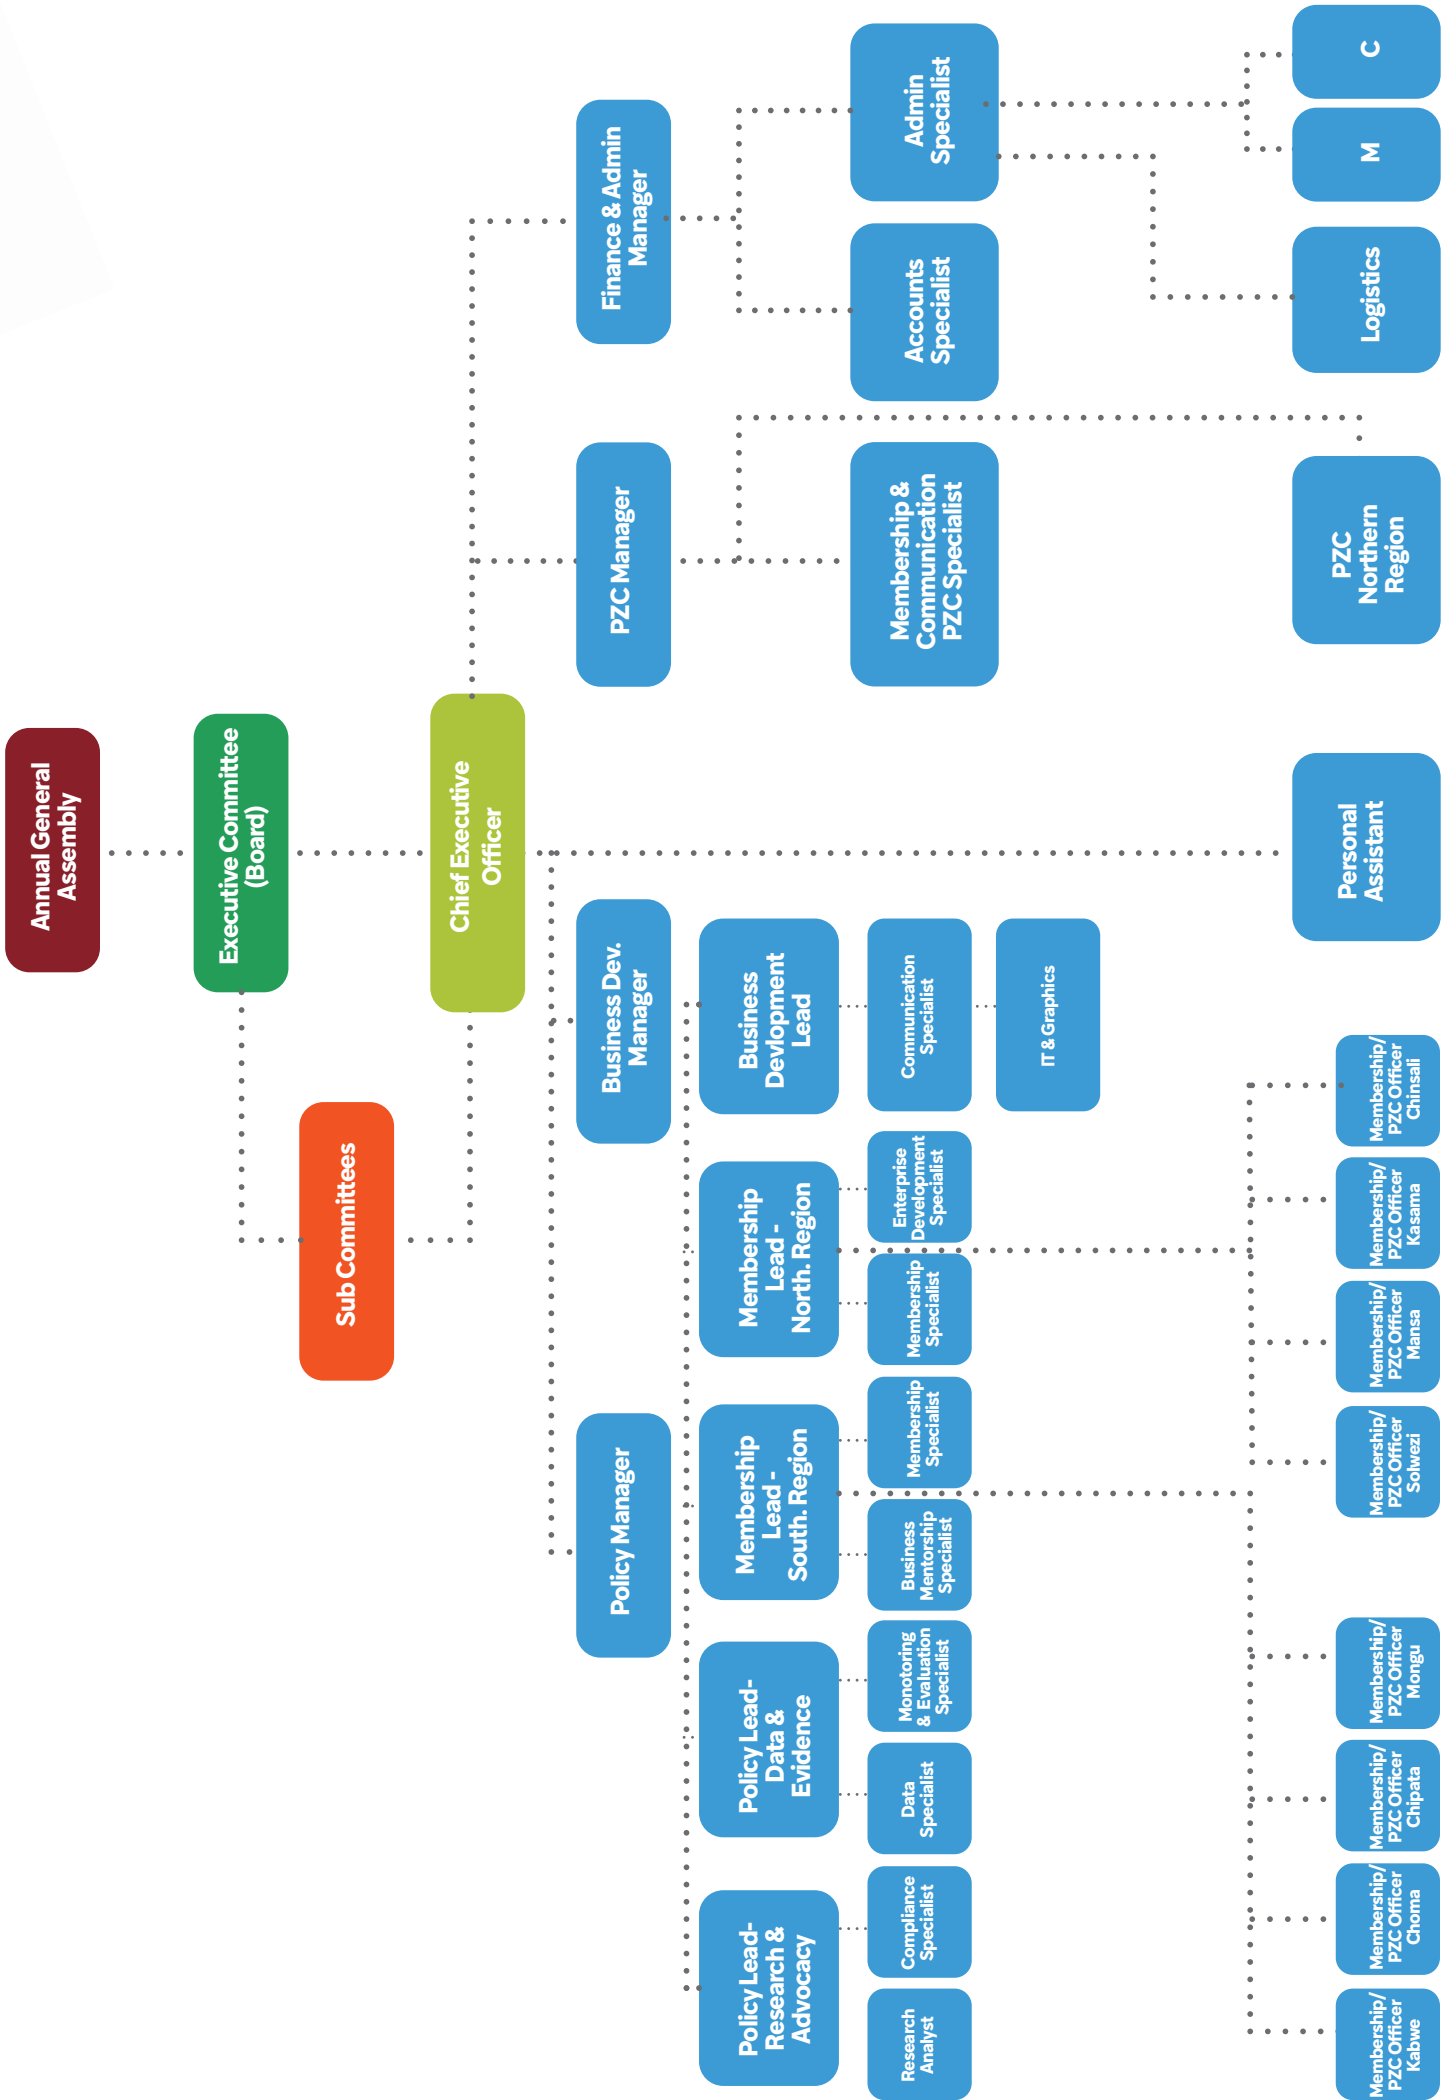 Annual General
Assembly
Executive Committee
(Board)
Sub Committees
Chief Executive
Officer
Policy Manager
Business Dev.
Manager
PZC Manager
Finance & Admin
Manager
Policy Lead-
Research &
Advocacy
Policy Lead-
Data &
Evidence
Membership
Lead -
South. Region
Membership
Lead -
North. Region
Business
Devlopment
Lead
Membership &
Communication
PZC Specialist
Accounts
Specialist
Admin
Specialist
Research
Analyst
Compliance
Specialist
Data
Specialist
Monotoring
& Evaluation
Specialist
Business
Mentorship
Specialist
Membership
Specialist
Membership
Specialist
Enterprise
Development
Specialist
Communication
Specialist
IT & Graphics
Membership/
PZC Officer
Kabwe
Membership/
PZC Officer
Choma
Membership/
PZC Officer
Chipata
Membership/
PZC Officer
Mongu
Membership/
PZC Officer
Solwezi
Membership/
PZC Officer
Mansa
Membership/
PZC Officer
Kasama
Membership/
PZC Officer
Chinsali
Personal
Assistant
PZC
Northern
Region
Logistics
M
C